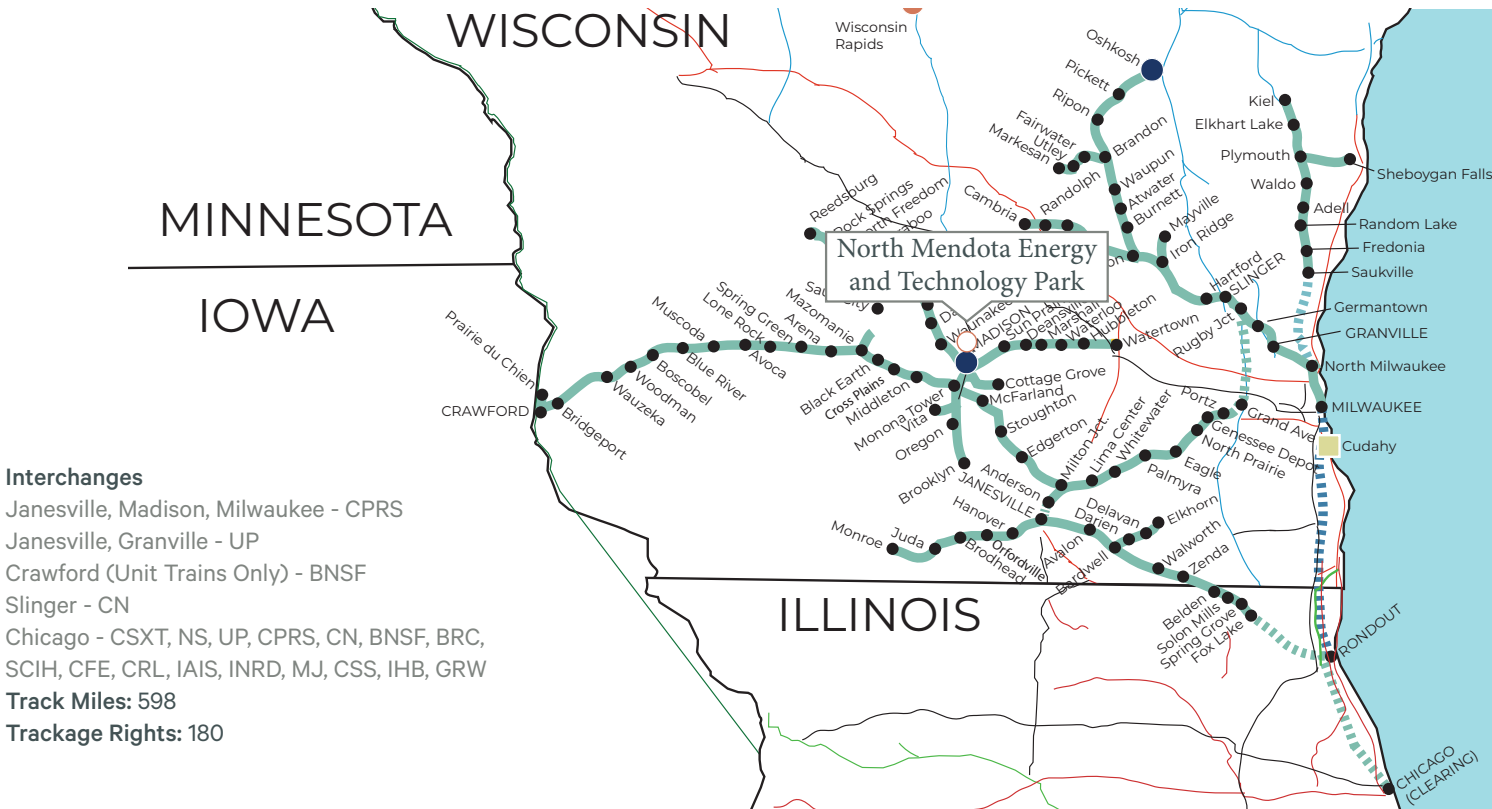 WISCONSIN
Wisconsin
Rapids
MINNESOTA
IOWA
ILLINOIS
Oshkosh
Pickett
Ripon
Fairwater
Utley
Markesan
Brandon
Waupun
Atwater
Burnett
Mayville
Iron Ridge
Randolph
Cambria
Kiel
Elkhart Lake
Plymouth
Sheboygan Falls
Waldo
Adell
Random Lake
Fredonia
Saukville
Hartford
SLINGER
Rugby Jct
Germantown
GRANVILLE
North Milwaukee
MILWAUKEE
Cudahy
Reedsburg
Rock Springs
North Mendota Energy
and Technology Park
Waunakee
MADISON
Sun Prairie
Deansville
Marshall
Waterloo
Hubbleton
Watertown
Cottage Grove
McFarland
Stoughton
Edgerton
Milton Jct.
Lima Center
Whitewater
Palmyra
Eagle
North Prairie
Genessee Depot
Portz
Grand Ave
Prairie du Chien
CRAWFORD
Bridgeport
Wauzeka
Woodman
Boscobel
Blue River
Muscoda
Avoca
Lone Rock
Spring Green
Arena
Mazomanie
Black Earth
Cross Plains
Middleton
Monona Tower
Vita
Oregon
Brooklyn
Anderson
JANESVILLE
Hanover
Orfordville
Brodhead
Juda
Monroe
Avalon
Bardwell
Darien
Delavan
Elkhorn
Walworth
Zenda
Belden
Solon Mills
Spring Grove
Fox Lake
RONDOUT
CHICAGO
(CLEARING)
Interchanges
Janesville, Madison, Milwaukee - CPRS
Janesville, Granville - UP
Crawford (Unit Trains Only) - BNSF
Slinger - CN
Chicago - CSXT, NS, UP, CPRS, CN, BNSF, BRC,
SCIH, CFE, CRL, IAIS, INRD, MJ, CSS, IHB, GRW
Track Miles: 598
Trackage Rights: 180